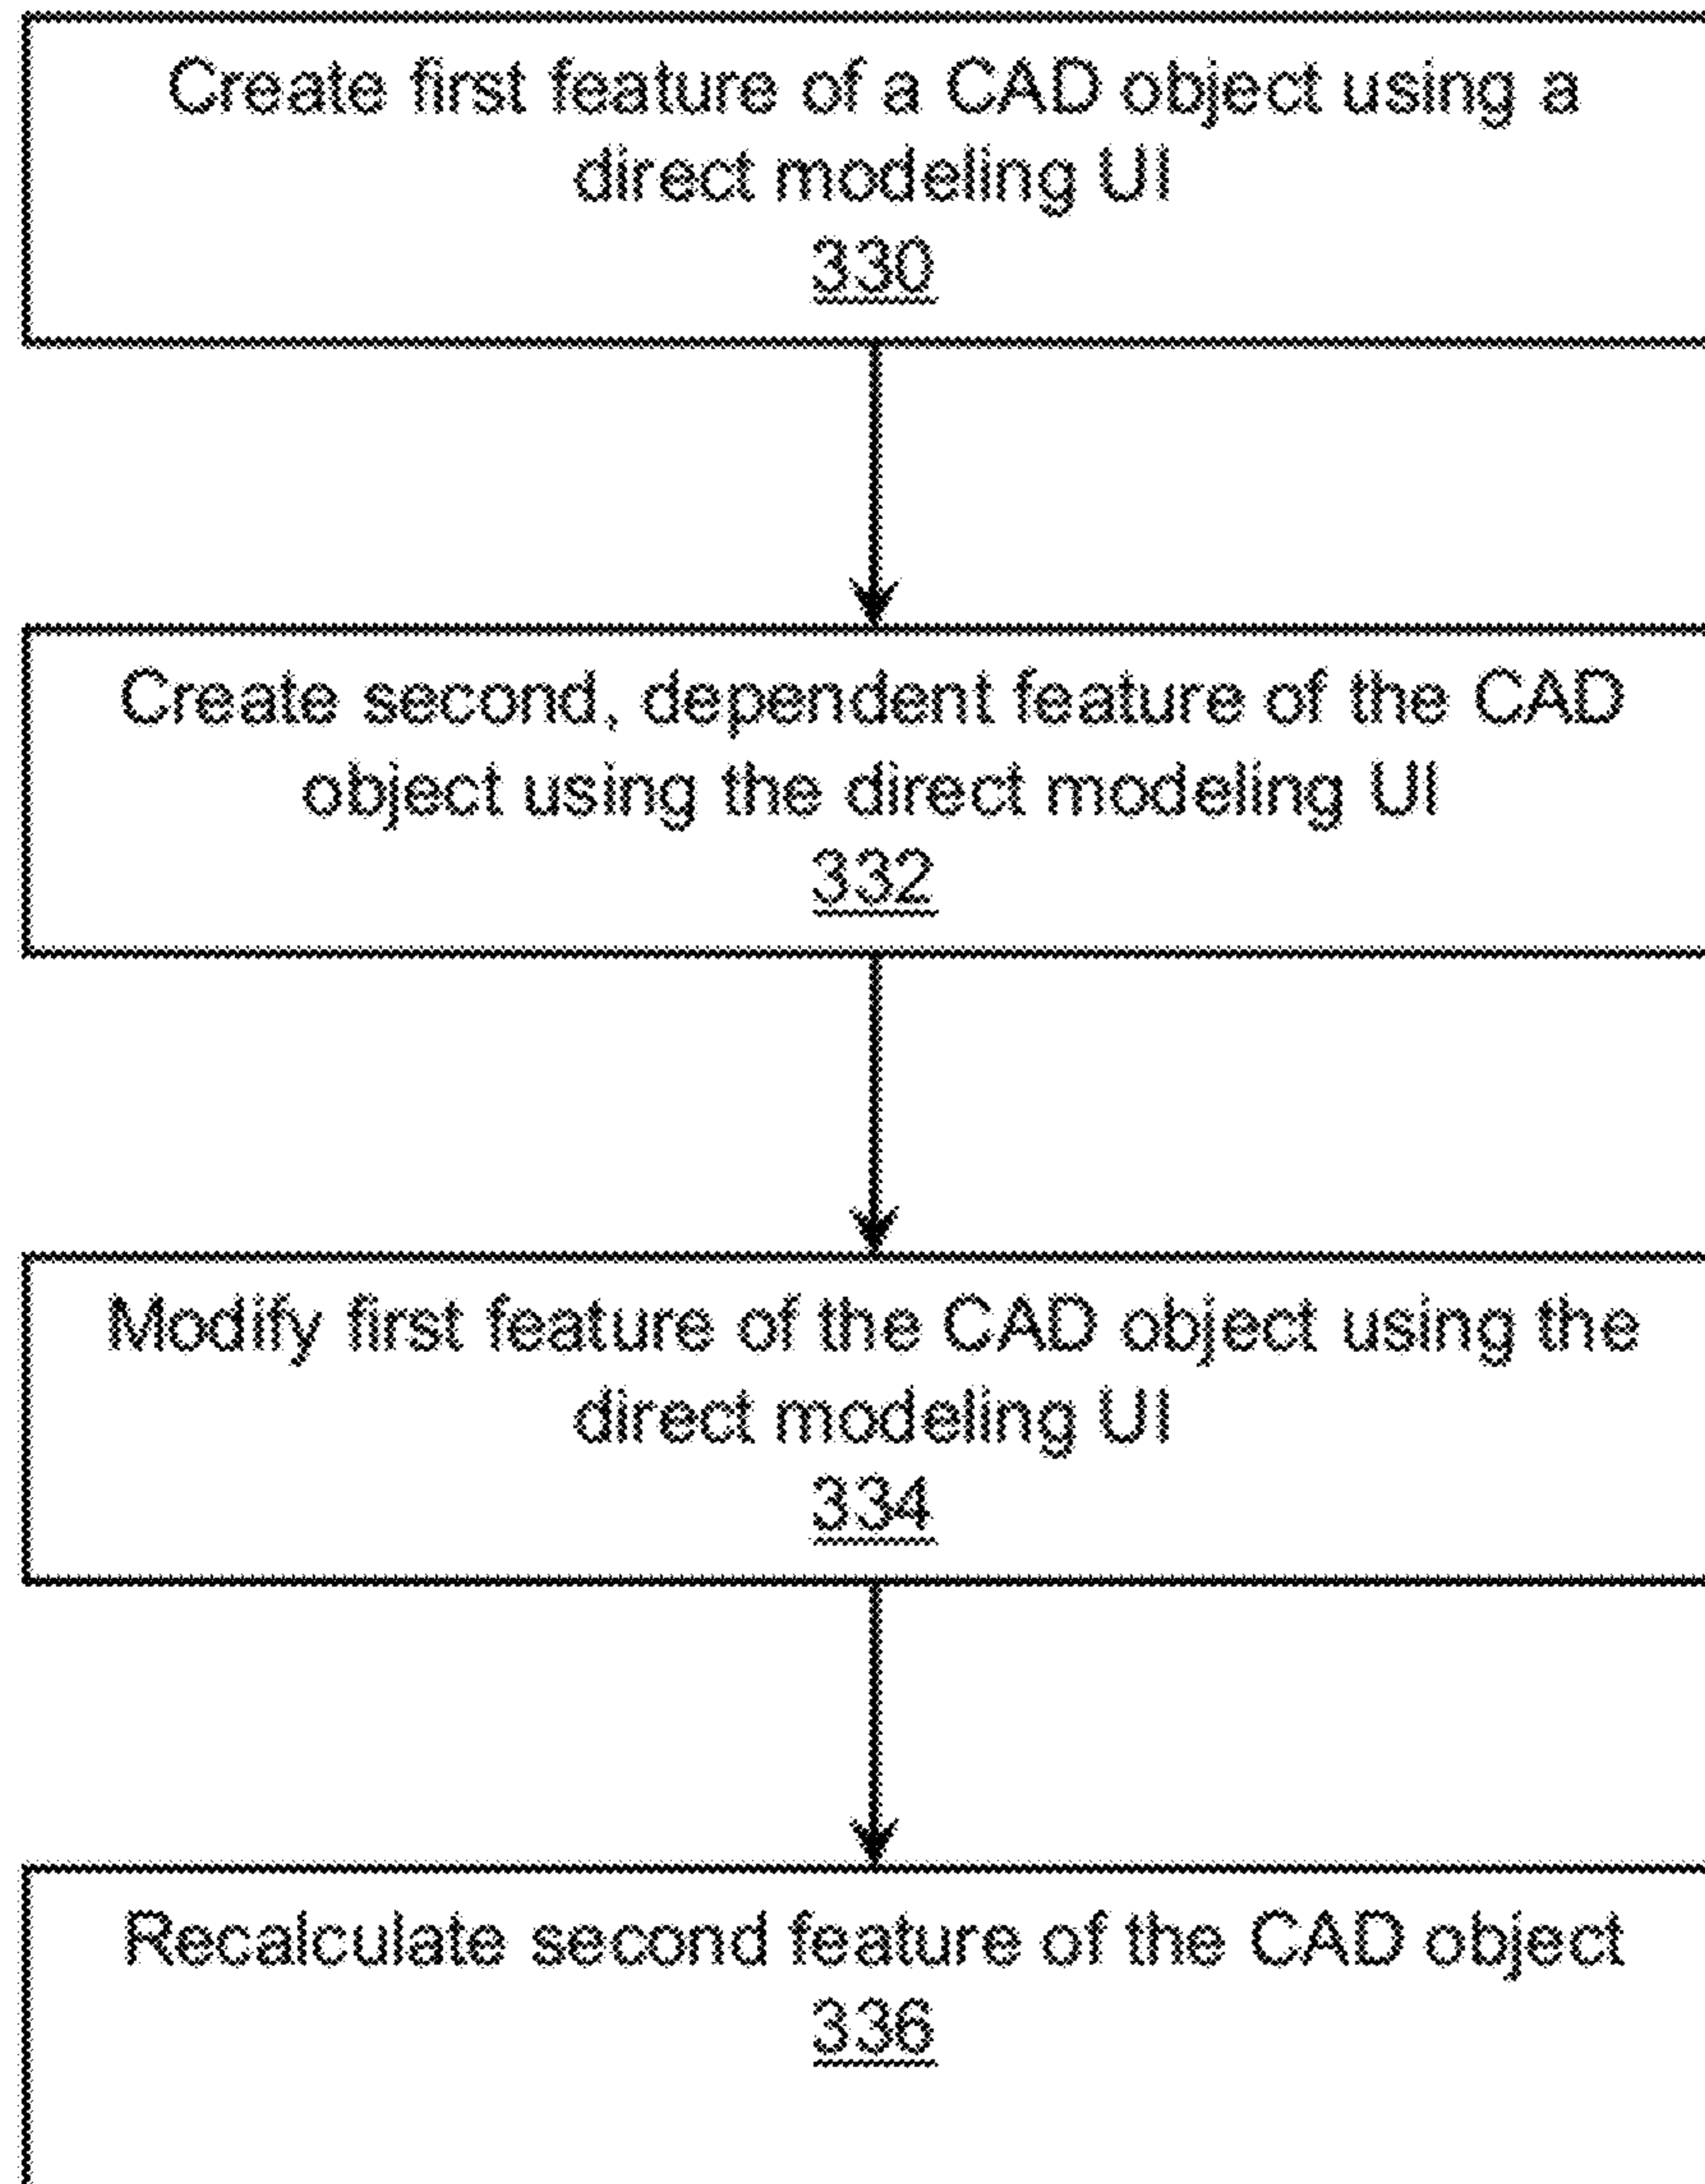 Create first feature of a CAD object using a
direct modeling UI
330
Create second, dependent feature of the CAD
object using the direct modeling UI
332
Modify first feature of the CAD object using the
direct modeling UI
334
Recalculate second feature of the CAD object
336